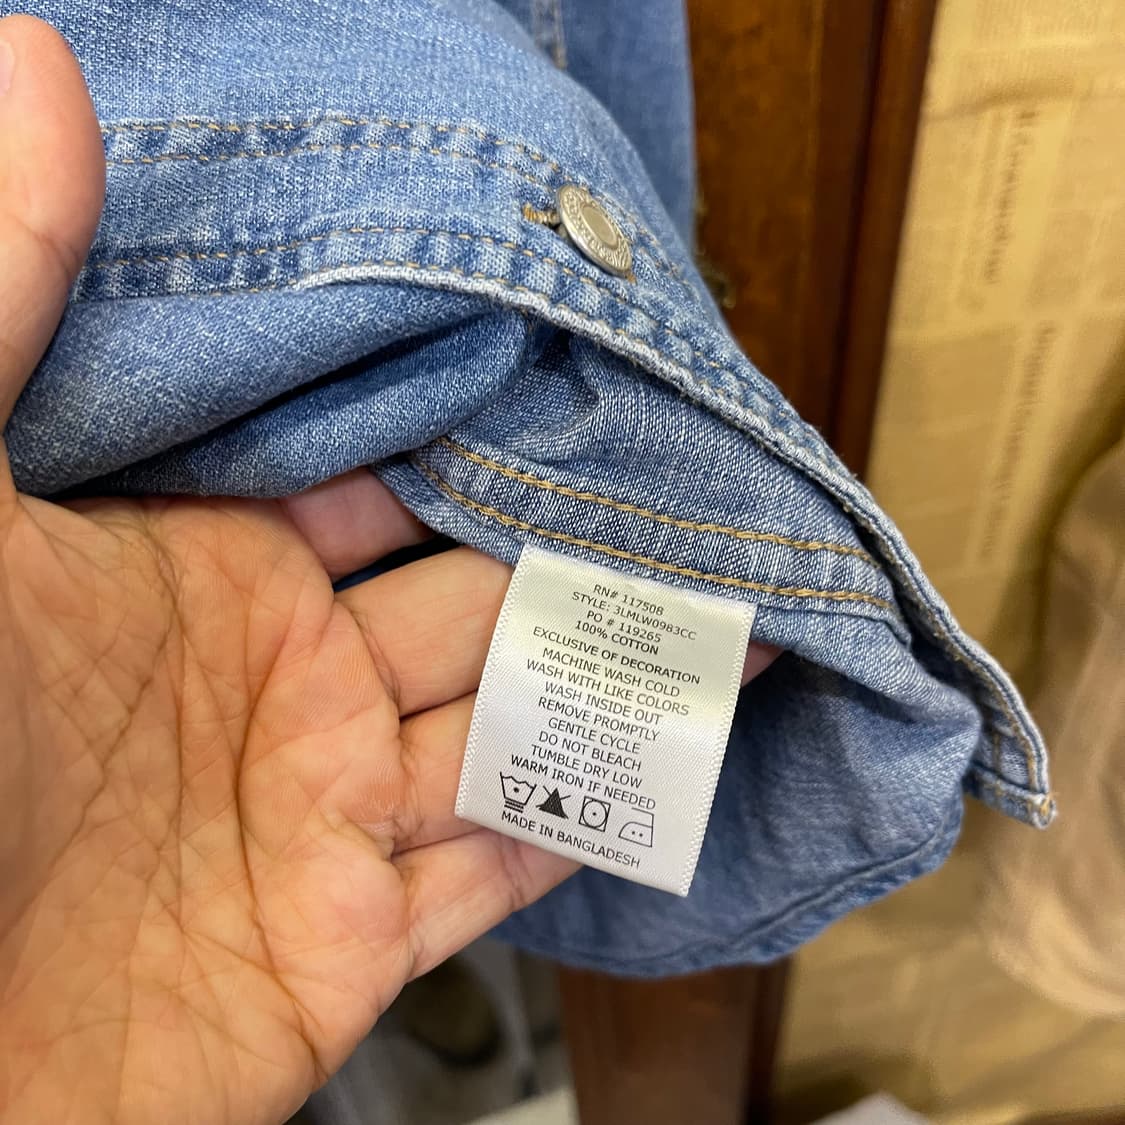 RN# 117508
STYLE: 3LMLW0983CC
PO # 119265
100% COTTON
EXCLUSIVE OF DECORATION
MACHINE WASH COLD
WASH WITH LIKE COLORS
WASH INSIDE OUT
REMOVE PROMPTLY
GENTLE CYCLE
DO NOT BLEACH
TUMBLE DRY LOW
WARM IRON IF NEEDED
MADE IN BANGLADESH